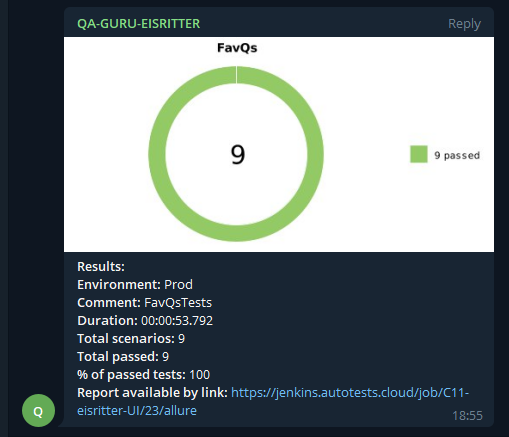 QA-GURU-EISRITTER
Reply
FavQs
9
9 passed
Results:
Environment: Prod
Comment: FavQsTests
Duration: 00:00:53.792
Total scenarios: 9
Total passed: 9
% of passed tests: 100
Report available by link: https://jenkins.autotests.cloud/job/C11-
eisritter-UI/23/allure
Q
18:55